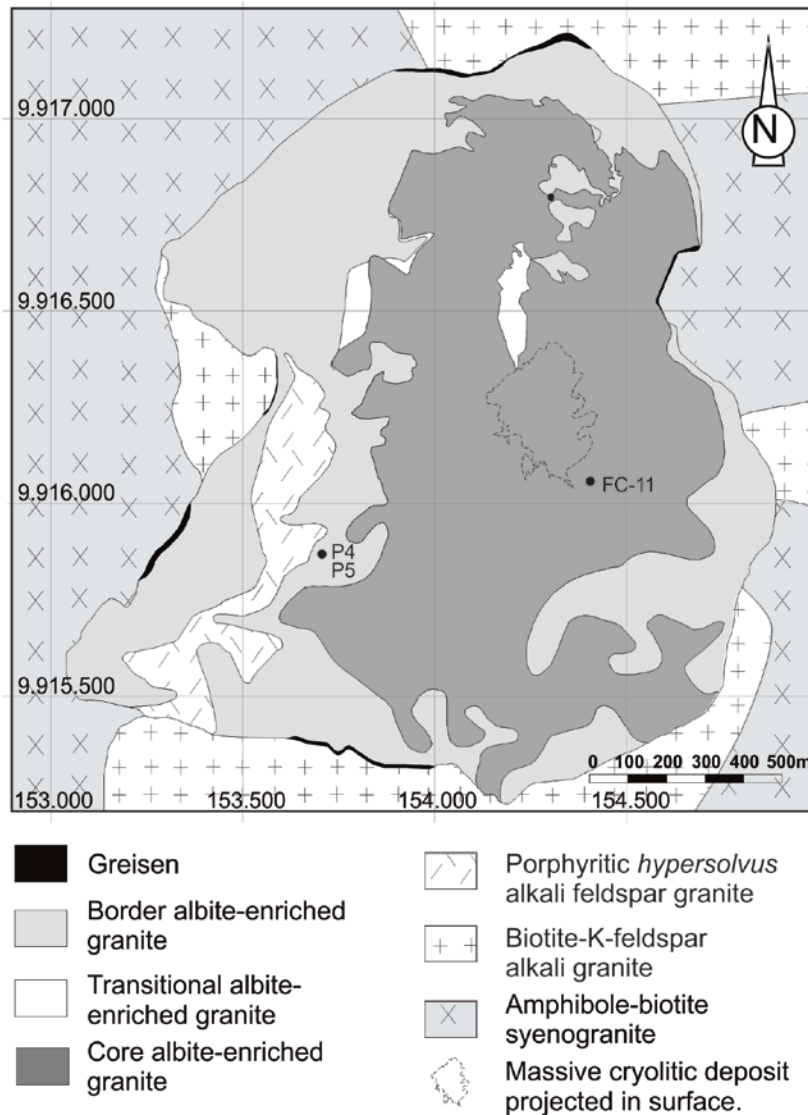 9.917.000
N
9.916.500
9.916.000
FC-11
P4
P5
9.915.500
0 100 200 300 400 500m
153.000 153.500 154.000 154.500
Greisen
Border albite-enriched
granite
Transitional albite-
enriched granite
Core albite-enriched
granite
Porphyritic hypersolvus
alkali feldspar granite
Biotite-K-feldspar
alkali granite
Amphibole-biotite
syenogranite
Massive cryolitic deposit
projected in surface.